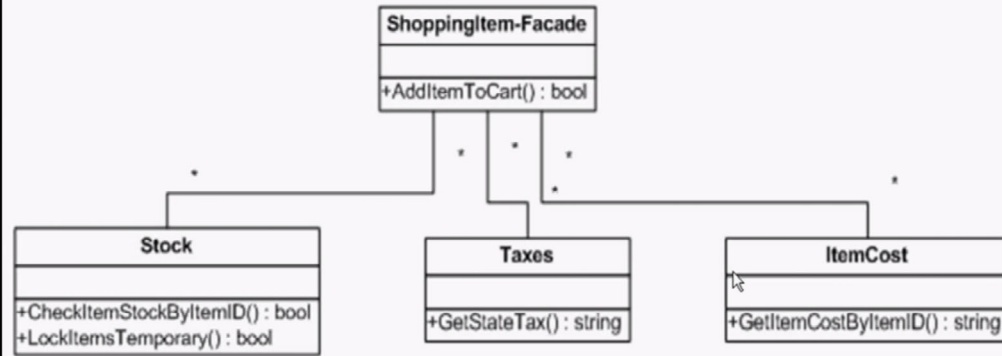 ShoppingItem-Facade
+AddItemToCart() : bool
*
*
*
*
*
*
Stock
+CheckItemStockByItemID() : bool
+LockItemsTemporary() : bool
Taxes
+GetStateTax() : string
ItemCost
+GetItemCostByItemID() : string